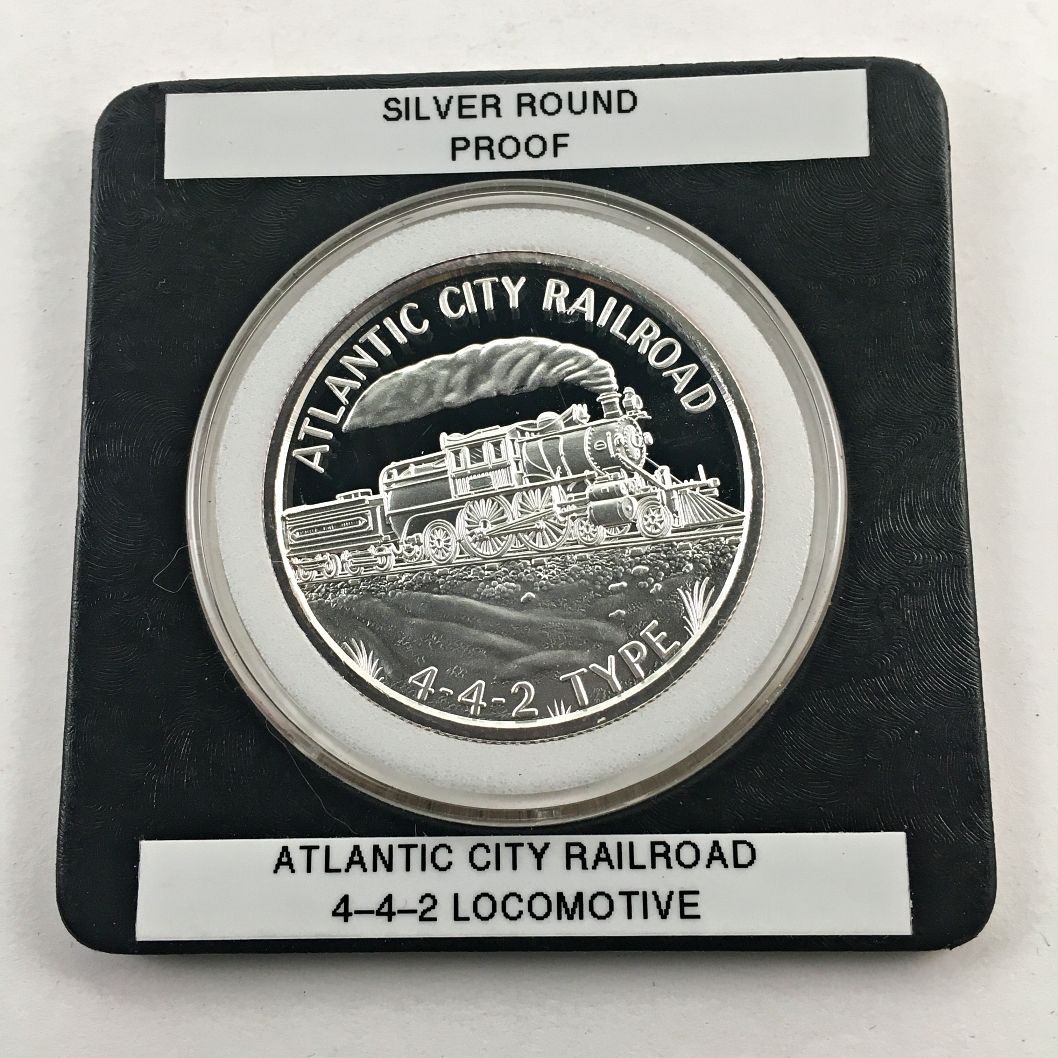 SILVER ROUND
PROOF
ATLANTIC CITY RAILROAD
4-4-2 TYPE
ATLANTIC CITY RAILROAD
4–4–2 LOCOMOTIVE